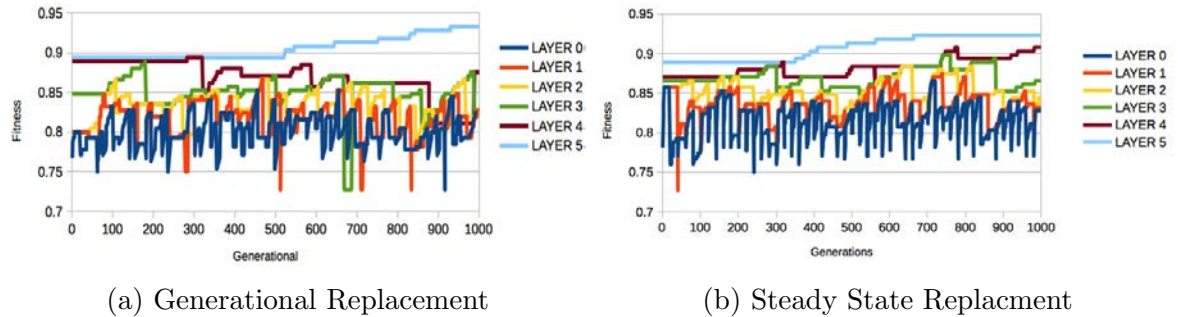 0.95
0.9
0.85
0.8
0.75
0.7
Fitness
0 100 200 300 400 500 600 700 800 900 1000
Generational
LAYER 0
LAYER 1
LAYER 2
LAYER 3
LAYER 4
LAYER 5
(a) Generational Replacement
0.95
0.9
0.85
0.8
0.75
0.7
Fitness
0 100 200 300 400 500 600 700 800 900 1000
Generations
LAYER 0
LAYER 1
LAYER 2
LAYER 3
LAYER 4
LAYER 5
(b) Steady State Replacment